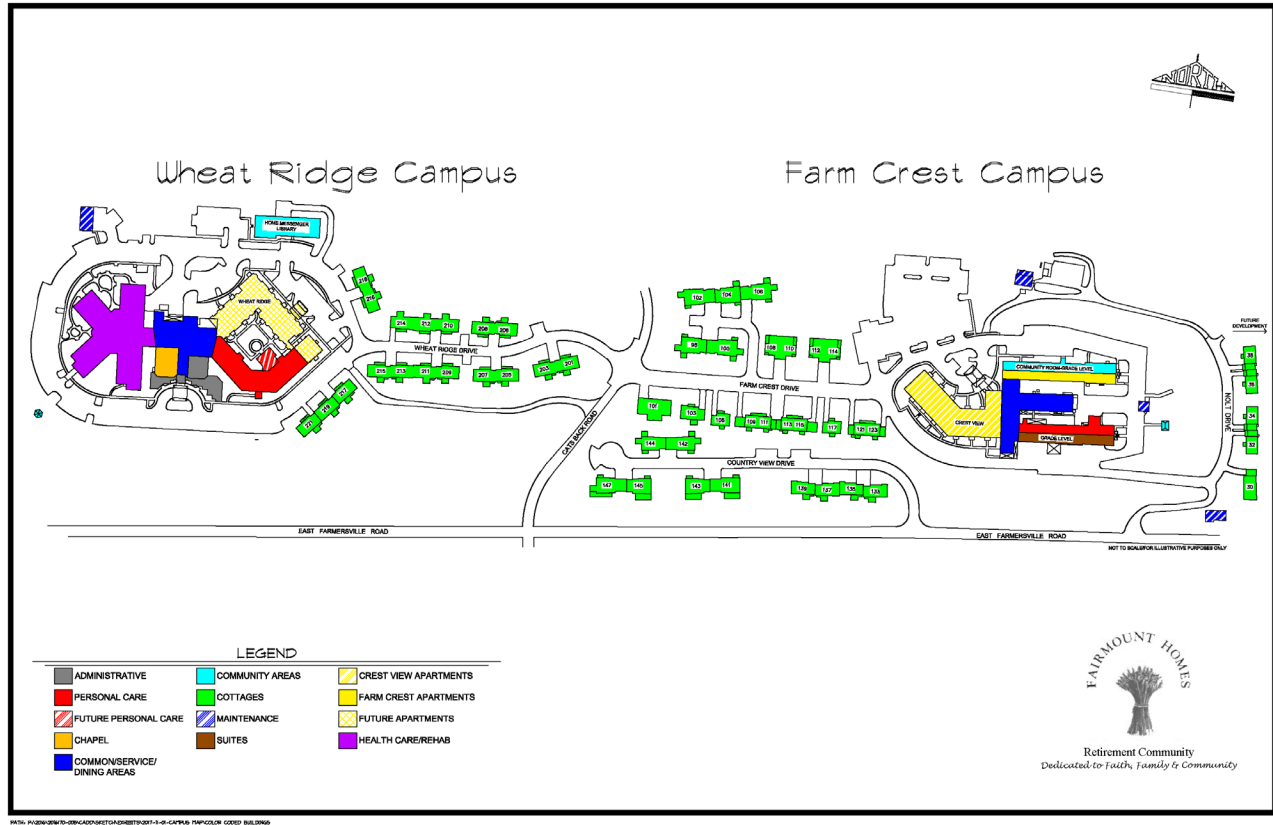 NORTH
Wheat Ridge Campus
Farm Crest Campus
HOME MESSENGER
LIBRARY
WHEAT RIDGE
218
216
214
212
210
208
206
WHEAT RIDGE DRIVE
215
213
211
209
207
205
203
201
217
219
221
CATS BACK ROAD
102
104
106
98
100
108
110
112
114
FARM CREST DRIVE
101
103
105
109
111
113
115
117
121
123
144
142
COUNTRY VIEW DRIVE
147
145
143
141
139
137
135
133
CREST VIEW
COMMUNITY ROOM-GRADE LEVEL
GRADE LEVEL
FUTURE
DEVELOPMENT
38
36
34
32
30
HOLT DRIVE
EAST FARMERSVILLE ROAD
EAST FARMERSVILLE ROAD
NOT TO SCALE/FOR ILLUSTRATIVE PURPOSES ONLY
LEGEND
ADMINISTRATIVE
PERSONAL CARE
FUTURE PERSONAL CARE
CHAPEL
COMMON/SERVICE/
DINING AREAS
COMMUNITY AREAS
COTTAGES
MAINTENANCE
SUITES
CREST VIEW APARTMENTS
FARM CREST APARTMENTS
FUTURE APARTMENTS
HEALTH CARE/REHAB
FAIRMOUNT HOMES
Retirement Community
Dedicated to Faith, Family & Community